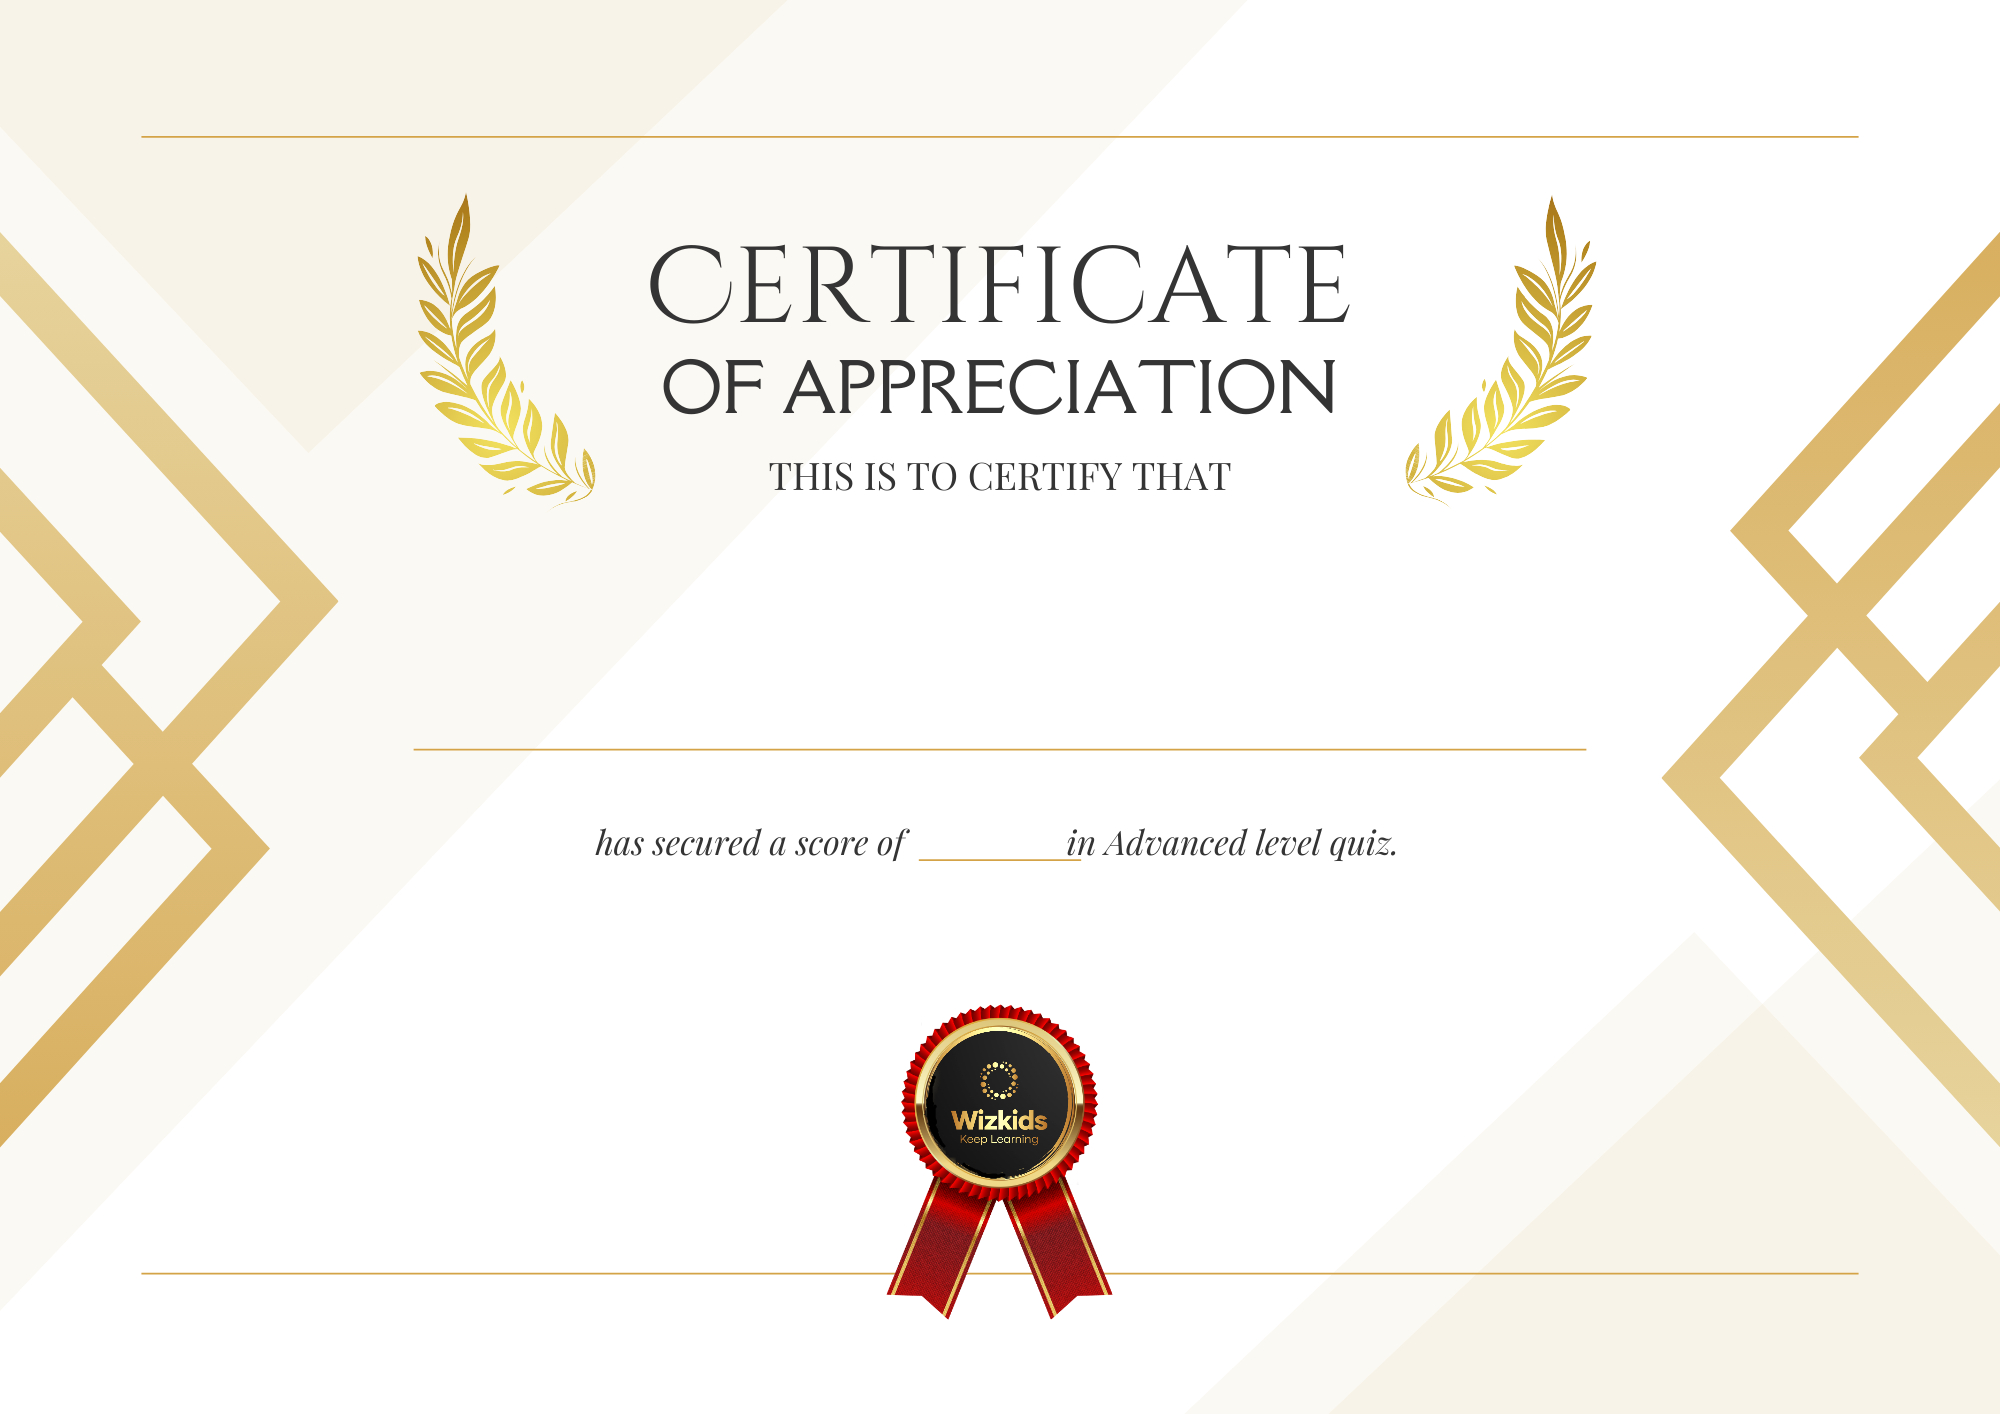 CERTIFICATE
OF APPRECIATION
THIS IS TO CERTIFY THAT
has secured a score of in Advanced level quiz.
Wizkids
Keep Learning